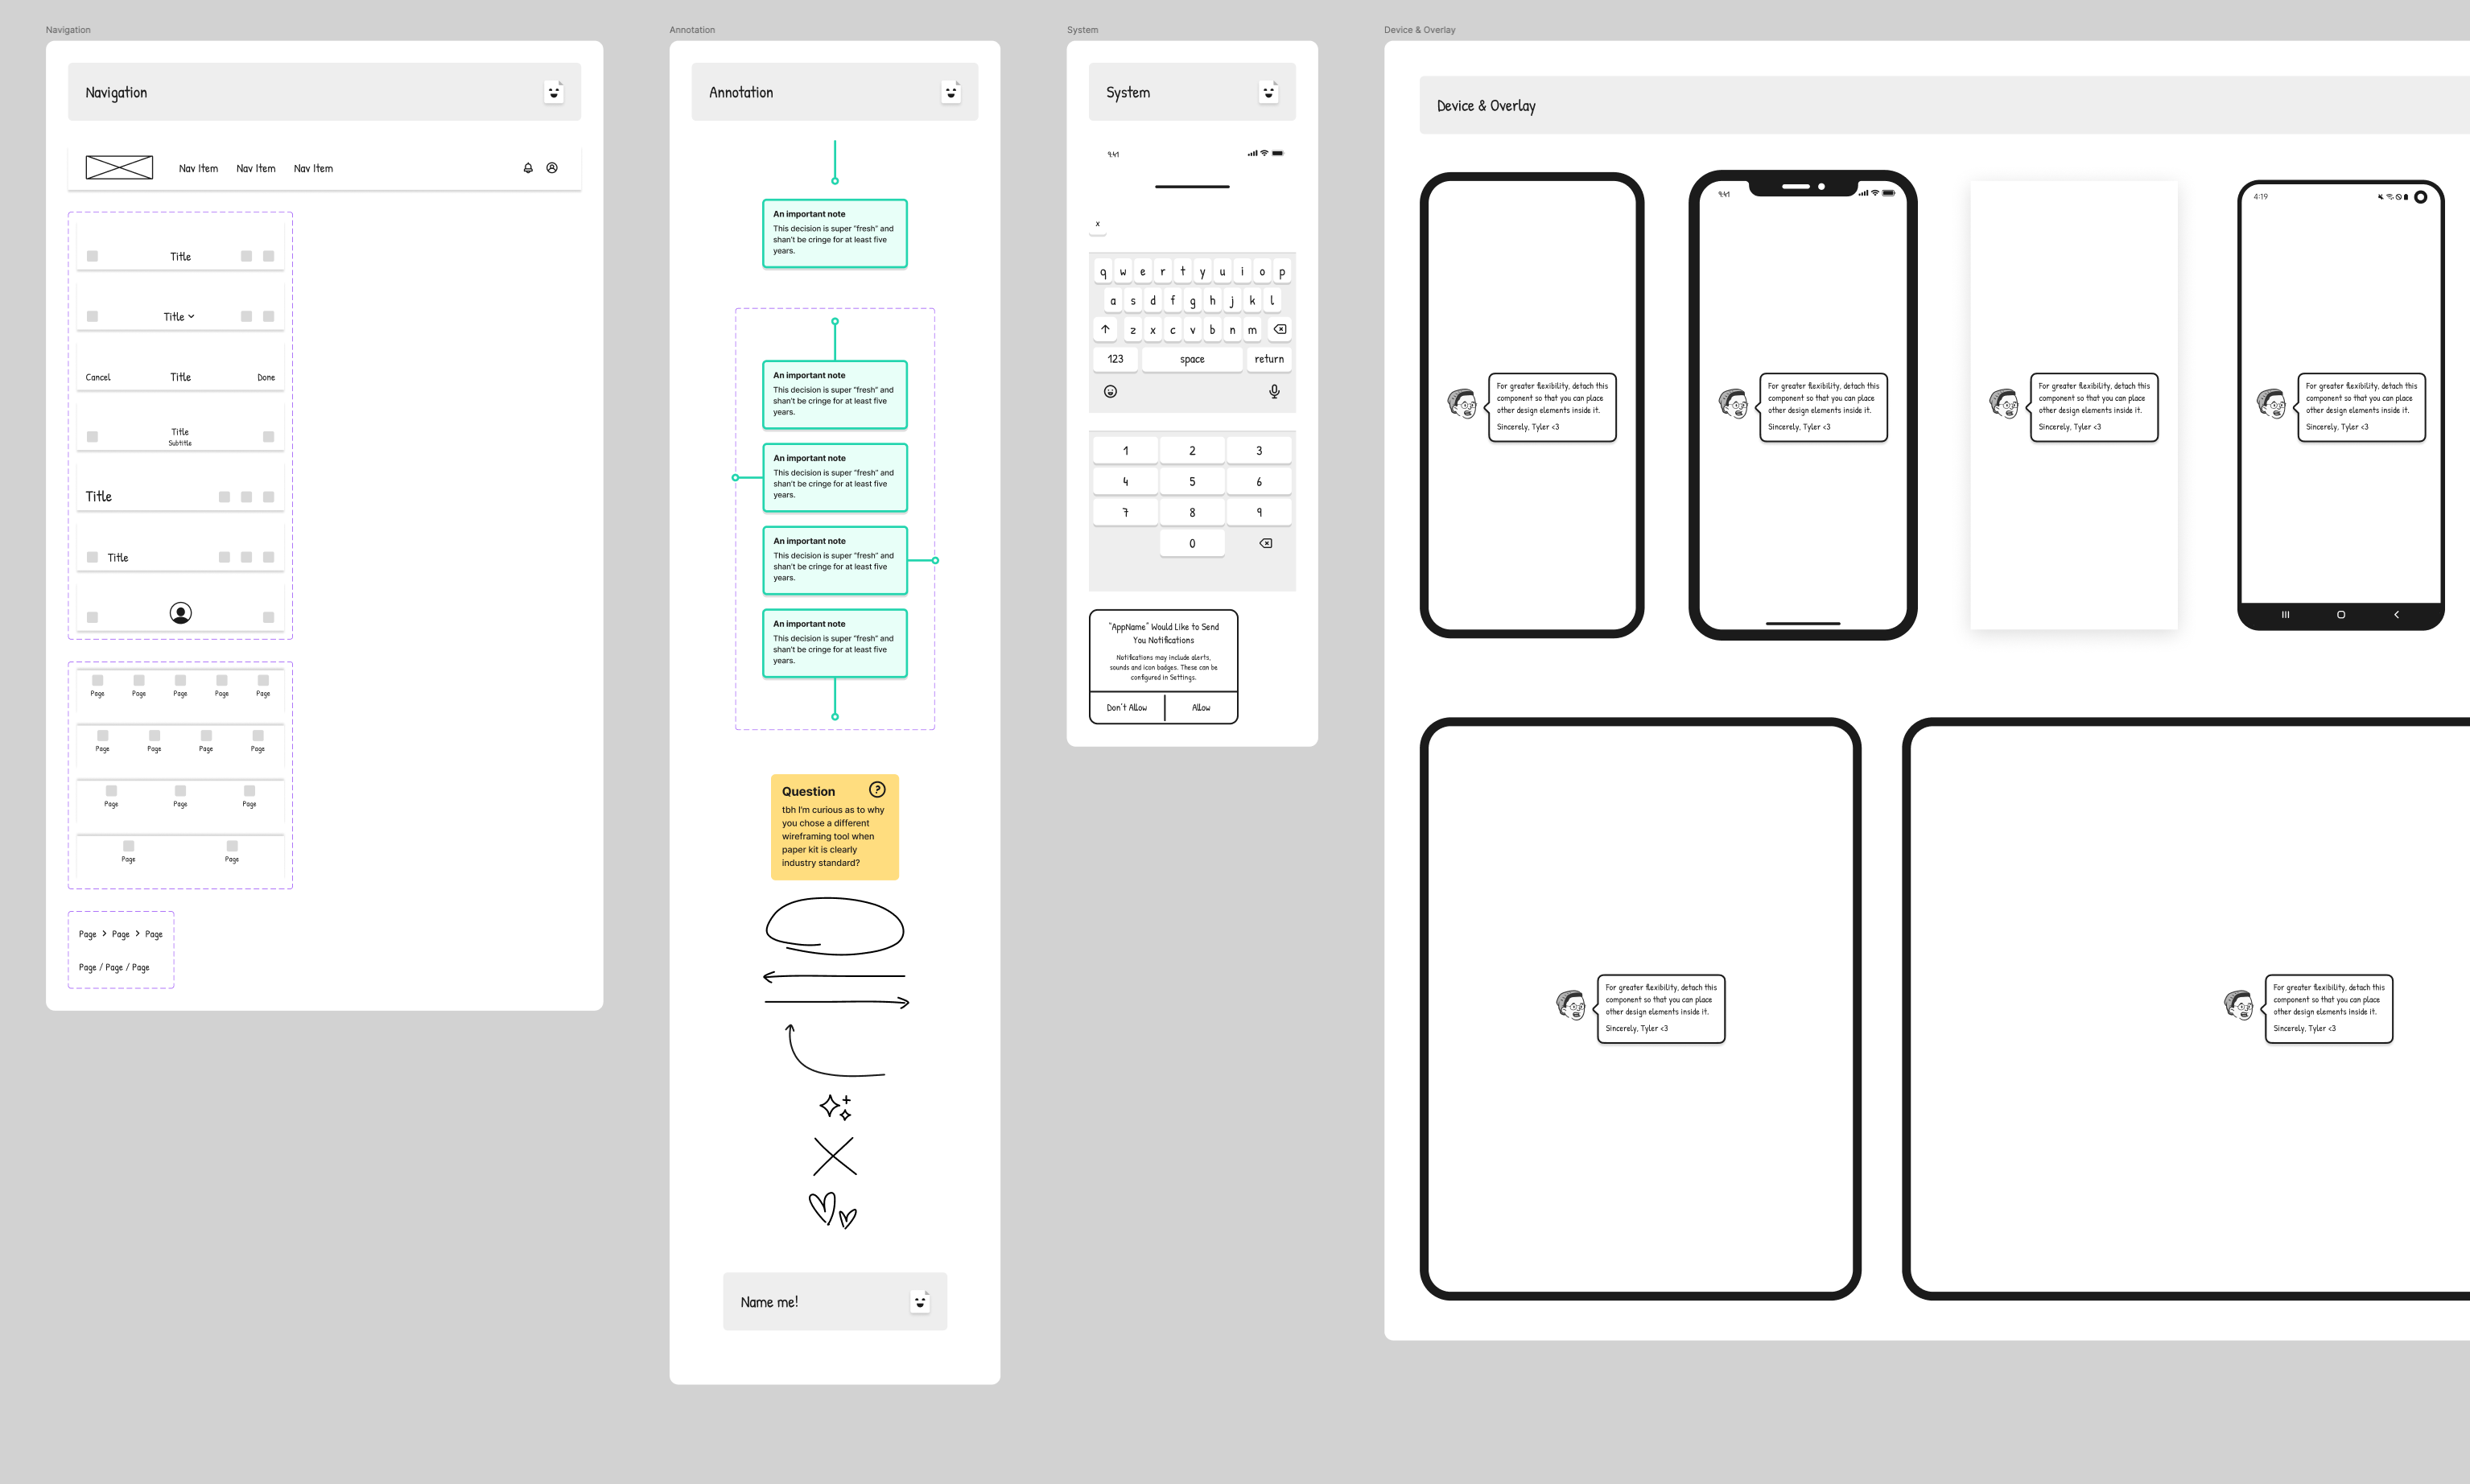 Navigation
Navigation
Nav Item Nav Item Nav Item
Title
Title
Cancel Title Done
Title
Subtitle
Title
Title
Page Page Page Page Page
Page Page Page Page
Page Page Page
Page Page
Page > Page > Page
Page / Page / Page
Annotation
Annotation
An important note
This decision is super "fresh" and
shan't be cringe for at least five
years.
An important note
This decision is super "fresh" and
shan't be cringe for at least five
years.
An important note
This decision is super "fresh" and
shan't be cringe for at least five
years.
An important note
This decision is super "fresh" and
shan't be cringe for at least five
years.
An important note
This decision is super "fresh" and
shan't be cringe for at least five
years.
Question ?
tbh I'm curious as to why
you chose a different
wireframing tool when
paper kit is clearly
industry standard?
Name me!
System
System
9:41
x
q w e r t y u i o p
a s d f g h j k l
z x c v b n m
123 space return
1 2 3
4 5 6
7 8 9
0
"AppName" Would Like to Send
You Notifications
Notifications may include alerts,
sounds and icon badges. These can be
configured in Settings.
Don't Allow Allow
Device & Overlay
Device & Overlay
For greater flexibility, detach this
component so that you can place
other design elements inside it.
Sincerely, Tyler <3
9:41
For greater flexibility, detach this
component so that you can place
other design elements inside it.
Sincerely, Tyler <3
For greater flexibility, detach this
component so that you can place
other design elements inside it.
Sincerely, Tyler <3
4:19
For greater flexibility, detach this
component so that you can place
other design elements inside it.
Sincerely, Tyler <3
For greater flexibility, detach this
component so that you can place
other design elements inside it.
Sincerely, Tyler <3
For greater flexibility, detach this
component so that you can place
other design elements inside it.
Sincerely, Tyler <3